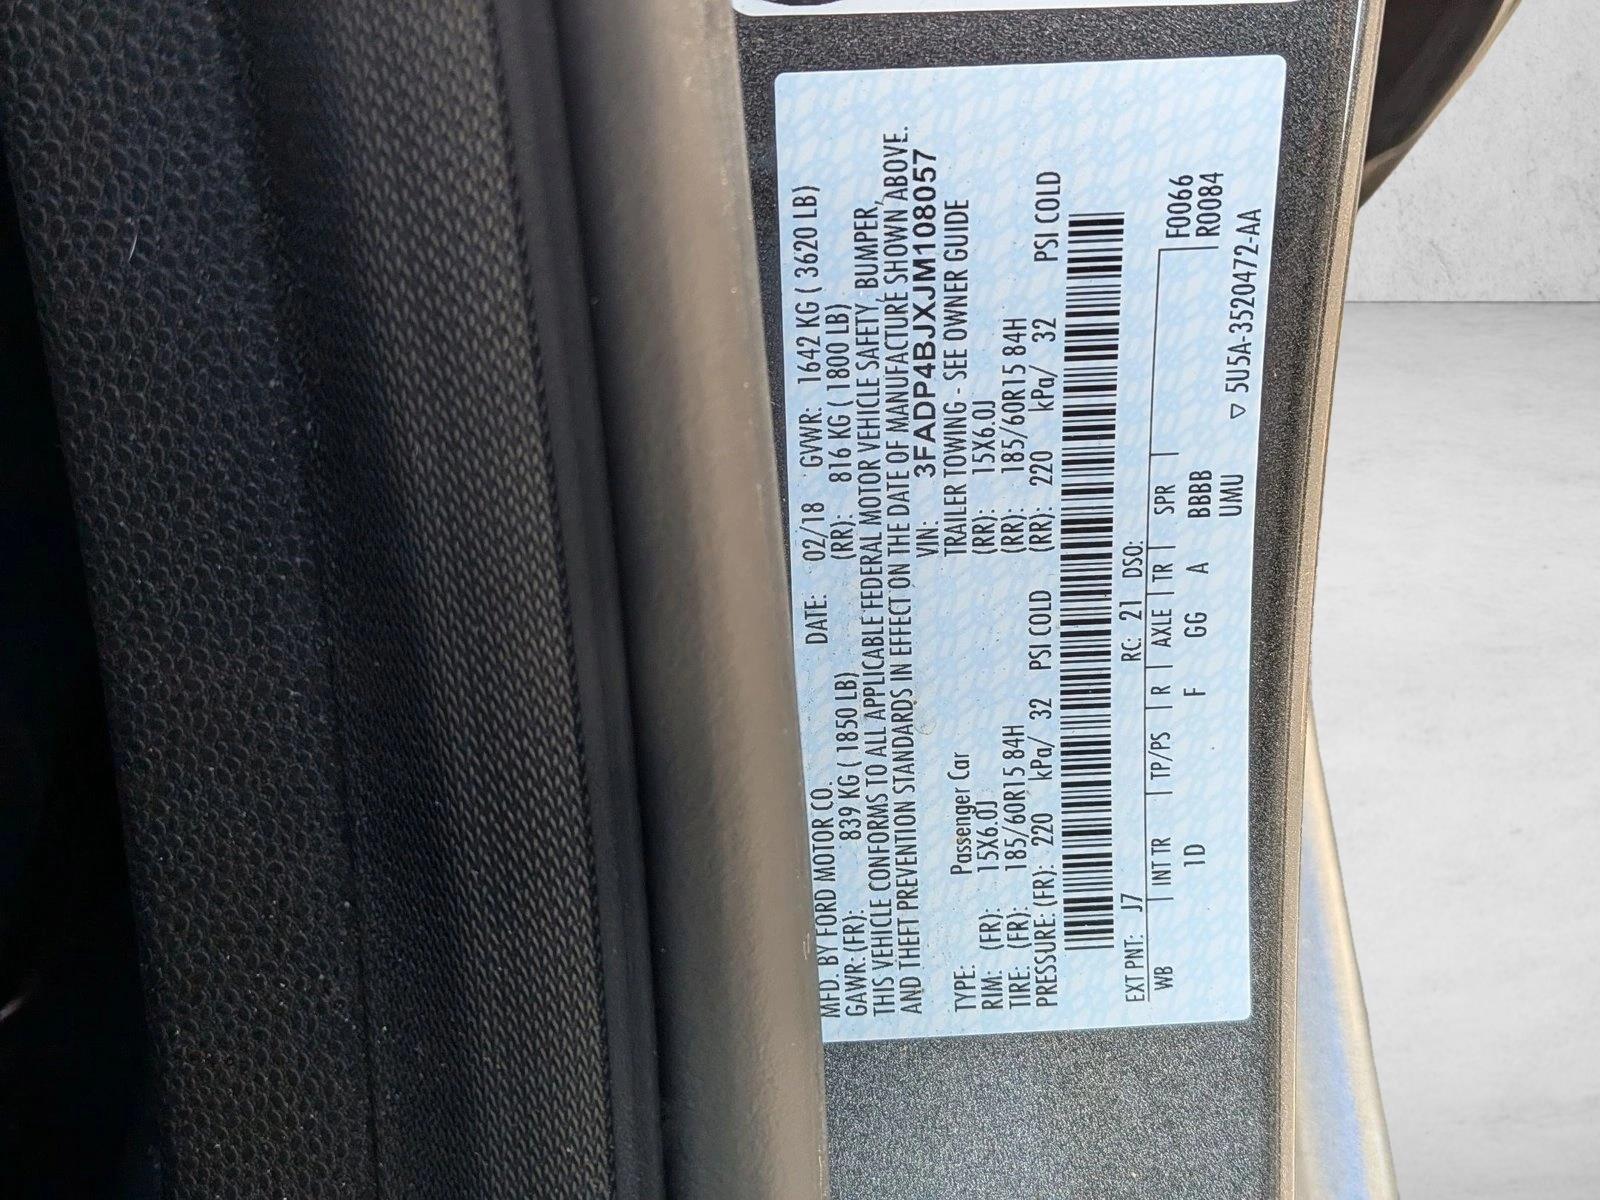 MFD. BY FORD MOTOR CO. DATE: 02/18 GVWR: 1642 KG ( 3620 LB)
GAWR:(FR): 839 KG ( 1850 LB) (RR): 816 KG ( 1800 LB)
THIS VEHICLE CONFORMS TO ALL APPLICABLE FEDERAL MOTOR VEHICLE SAFETY, BUMPER,
AND THEFT PREVENTION STANDARDS IN EFFECT ON THE DATE OF MANUFACTURE SHOWN ABOVE.
VIN: 3FADP4BJXJM108057
TYPE: Passenger Car TRAILER TOWING - SEE OWNER GUIDE
RIM: (FR): 15X6.0J (RR): 15X6.0J
TIRE: (FR): 185/60R15 84H (RR): 185/60R15 84H
PRESSURE:(FR): 220 kPa/ 32 PSI COLD (RR): 220 kPa/ 32 PSI COLD
EXT PNT: J7 RC: 21 DSO:
WB | INT TR | TP/PS | R | AXLE | TR | SPR | F0066
1D F GG A BBBB R0084
UMU
▽ 5U5A-3520472-AA